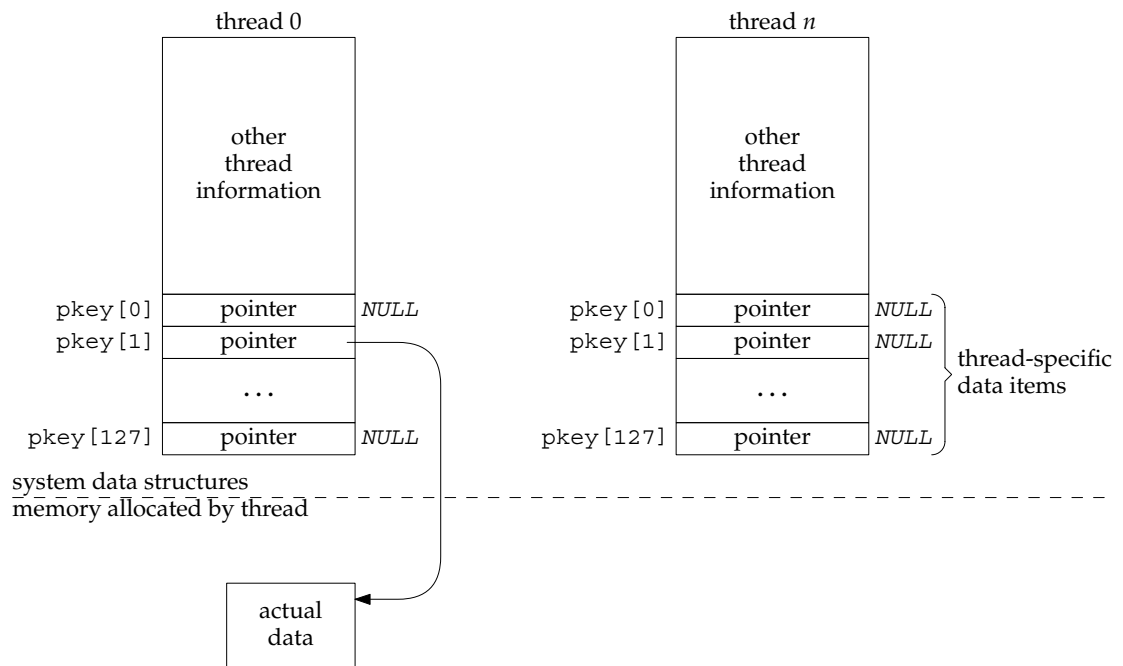 thread 0
thread n
other
thread
information
other
thread
information
pkey[0] pointer NULL
pkey[0] pointer NULL
pkey[1] pointer
pkey[1] pointer NULL
thread-specific
data items
...
...
pkey[127] pointer NULL
pkey[127] pointer NULL
system data structures
memory allocated by thread
actual
data